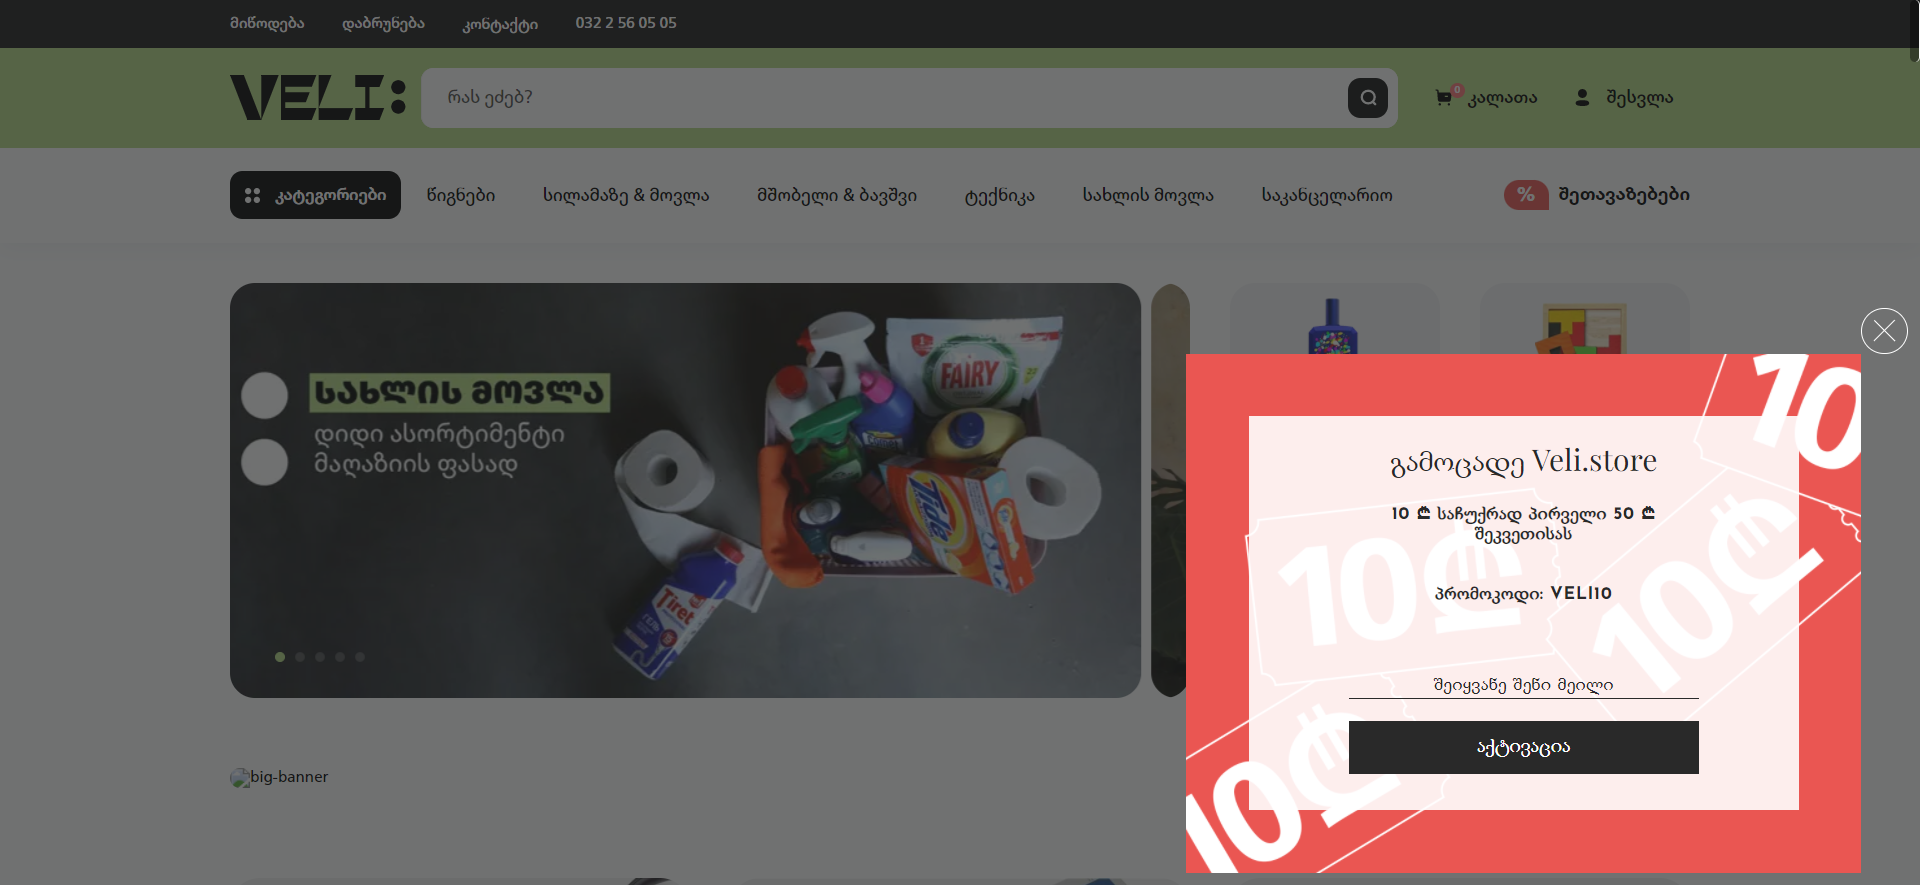 მიწოდება
დაბრუნება
კონტაქტი
032 2 56 05 05
VELI:
რას ეძებ?
0
კალათა
შესვლა
კატეგორიები
წიგნები
სილამაზე & მოვლა
მშობელი & ბავშვი
ტექნიკა
სახლის მოვლა
საკანცელარიო
%
შეთავაზებები
სახლის მოვლა
დიდი ასორტიმენტი
მაღაზიის ფასად
FAIRY
Tide
Tiret
ГЕЛЬ
big-banner
10
10₾
10₾
10₾
გამოცადე Veli.store
10 ₾ საჩუქრად პირველი 50 ₾
შეკვეთისას
პრომოკოდი: VELI10
შეიყვანე შენი მეილი
აქტივაცია